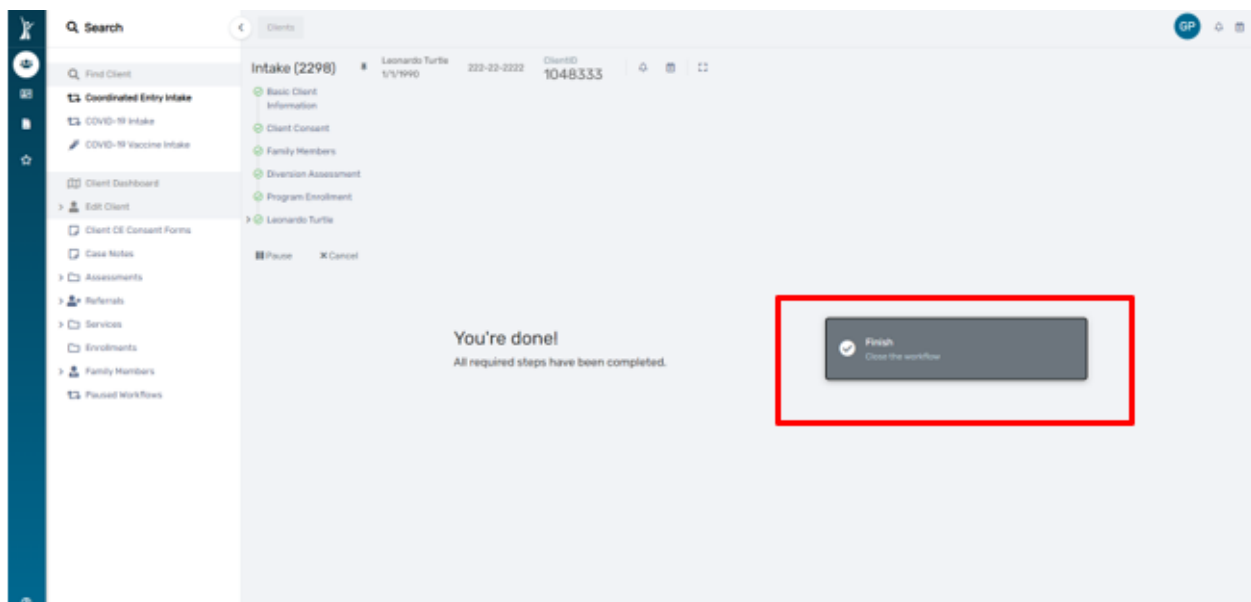 Search
Clients
GP
Find Client
Coordinated Entry Intake
COVID-19 Intake
COVID-19 Vaccine Intake
Client Dashboard
Edit Client
Client CE Consent Forms
Case Notes
Assessments
Referrals
Services
Enrollments
Family Members
Paused Workflows
Intake (2298)
Leonardo Turtle
1/1/1990
222-22-2222
ClientID
1048333
Basic Client
Information
Client Consent
Family Members
Diversion Assessment
Program Enrollment
Leonardo Turtle
Pause
Cancel
You're done!
All required steps have been completed.
Finish
Close the workflow